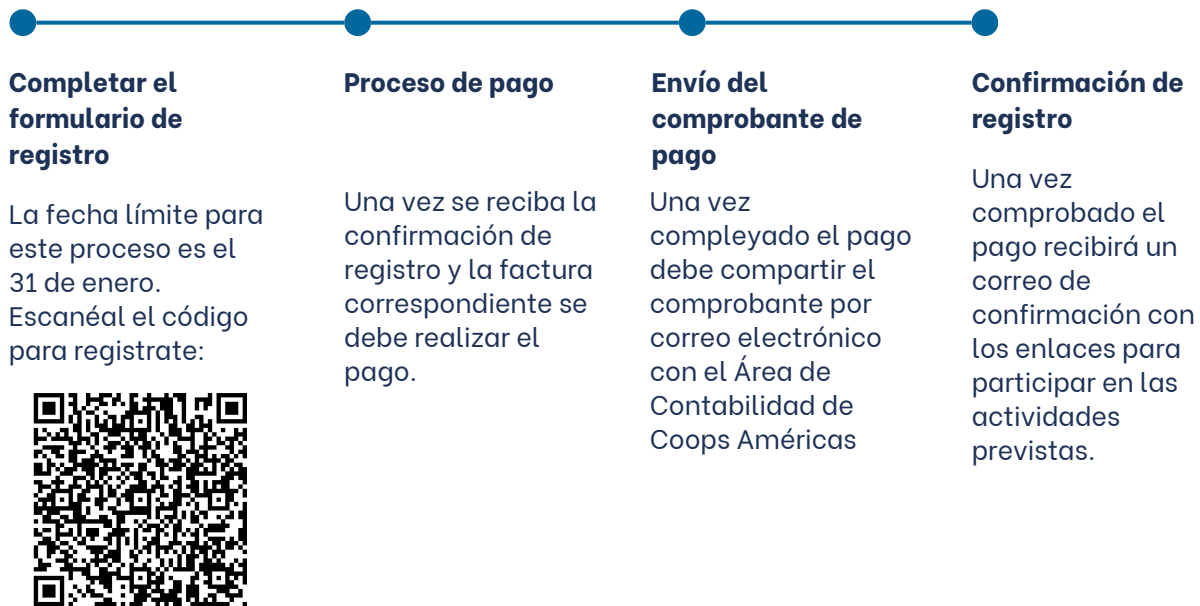 Completar el
formulario de
registro
La fecha límite para
este proceso es el
31 de enero.
Escanéal el código
para registrate:
Proceso de pago
Una vez se reciba la
confirmación de
registro y la factura
correspondiente se
debe realizar el
pago.
Envío del
comprobante de
pago
Una vez
compleyado el pago
debe compartir el
comprobante por
correo electrónico
con el Área de
Contabilidad de
Coops Américas
Confirmación de
registro
Una vez
comprobado el
pago recibirá un
correo de
confirmación con
los enlaces para
participar en las
actividades
previstas.